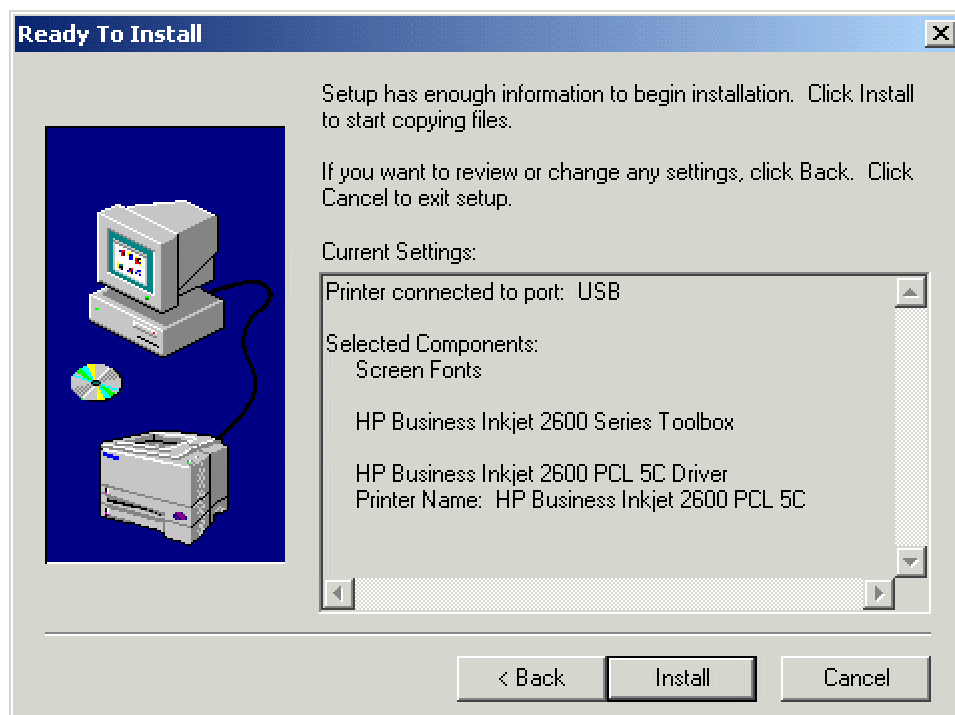 Ready To Install
Setup has enough information to begin installation.  Click Install
to start copying files.
If you want to review or change any settings, click Back.  Click
Cancel to exit setup.
Current Settings:
Printer connected to port:  USB
Selected Components:
Screen Fonts
HP Business Inkjet 2600 Series Toolbox
HP Business Inkjet 2600 PCL 5C Driver
Printer Name:  HP Business Inkjet 2600 PCL 5C
< Back
Install
Cancel